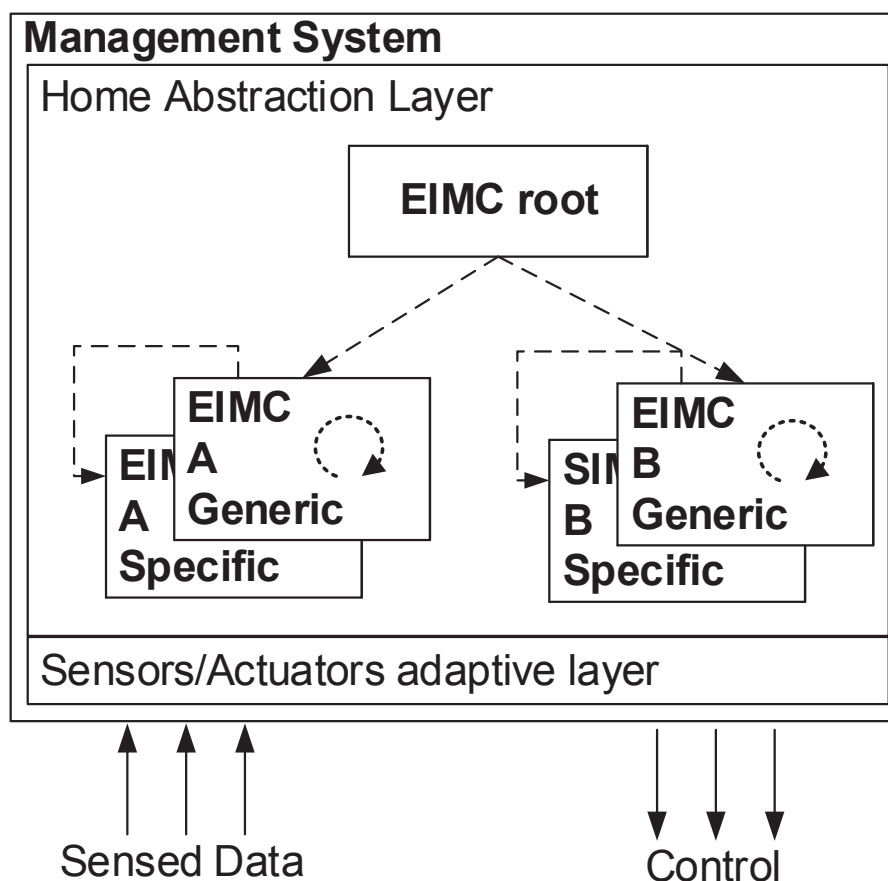 Management System
Home Abstraction Layer
EIMC root
EIMC
A
Generic
A
Specific
EIMC
B
Generic
B
Specific
Sensors/Actuators adaptive layer
Sensed Data
Control